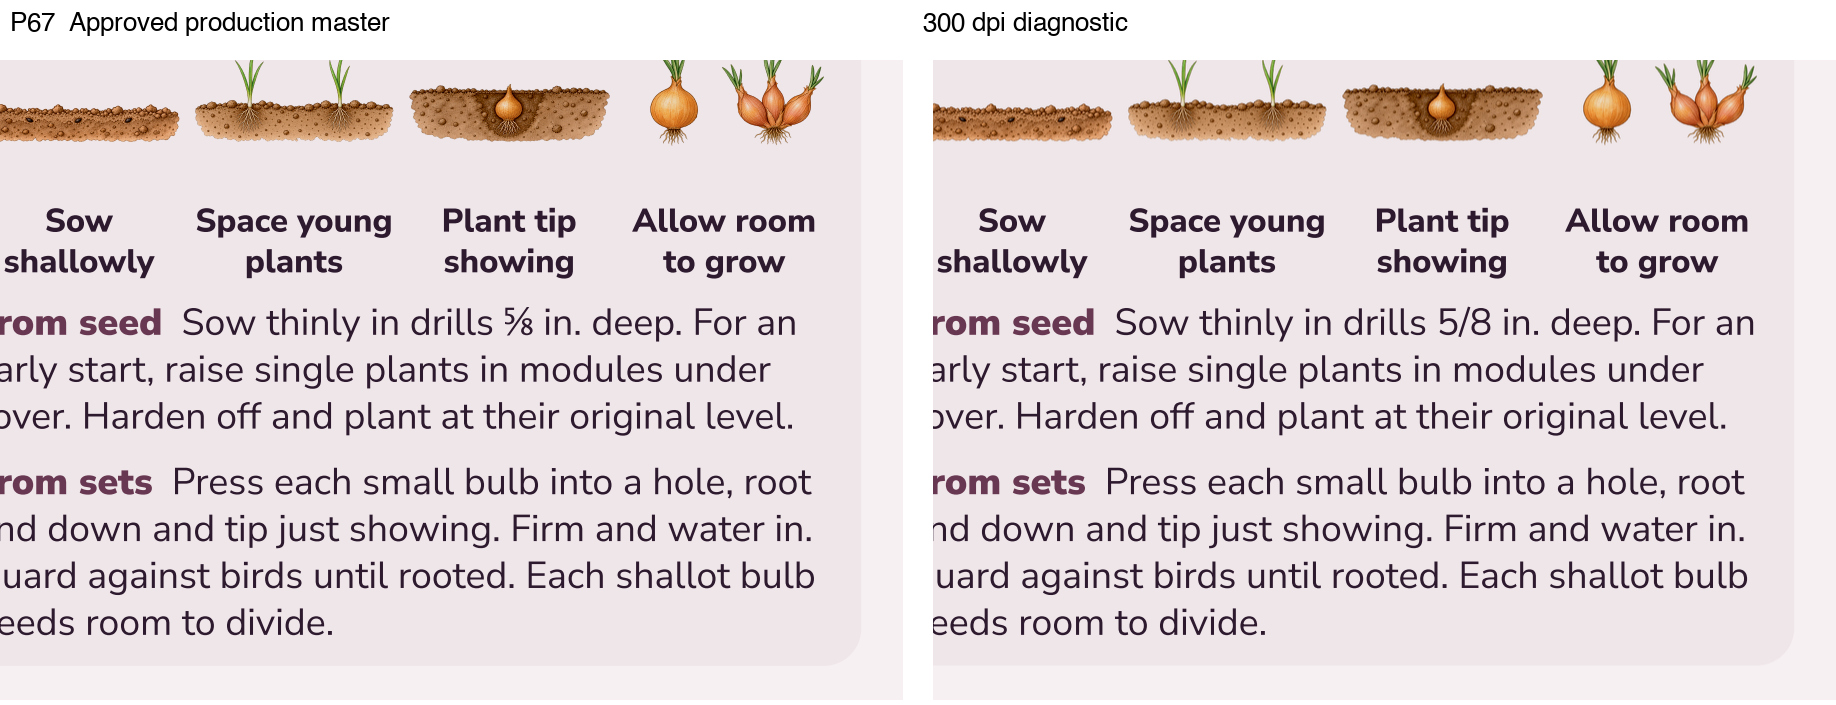 P67 Approved production master
Sow shallowly
Space young plants
Plant tip showing
Allow room to grow
rom seed Sow thinly in drills ⅝ in. deep. For an
arly start, raise single plants in modules under
over. Harden off and plant at their original level.
rom sets Press each small bulb into a hole, root
nd down and tip just showing. Firm and water in.
uard against birds until rooted. Each shallot bulb
eeds room to divide.
300 dpi diagnostic
Sow shallowly
Space young plants
Plant tip showing
Allow room to grow
rom seed Sow thinly in drills 5/8 in. deep. For an
arly start, raise single plants in modules under
over. Harden off and plant at their original level.
rom sets Press each small bulb into a hole, root
nd down and tip just showing. Firm and water in.
uard against birds until rooted. Each shallot bulb
eeds room to divide.